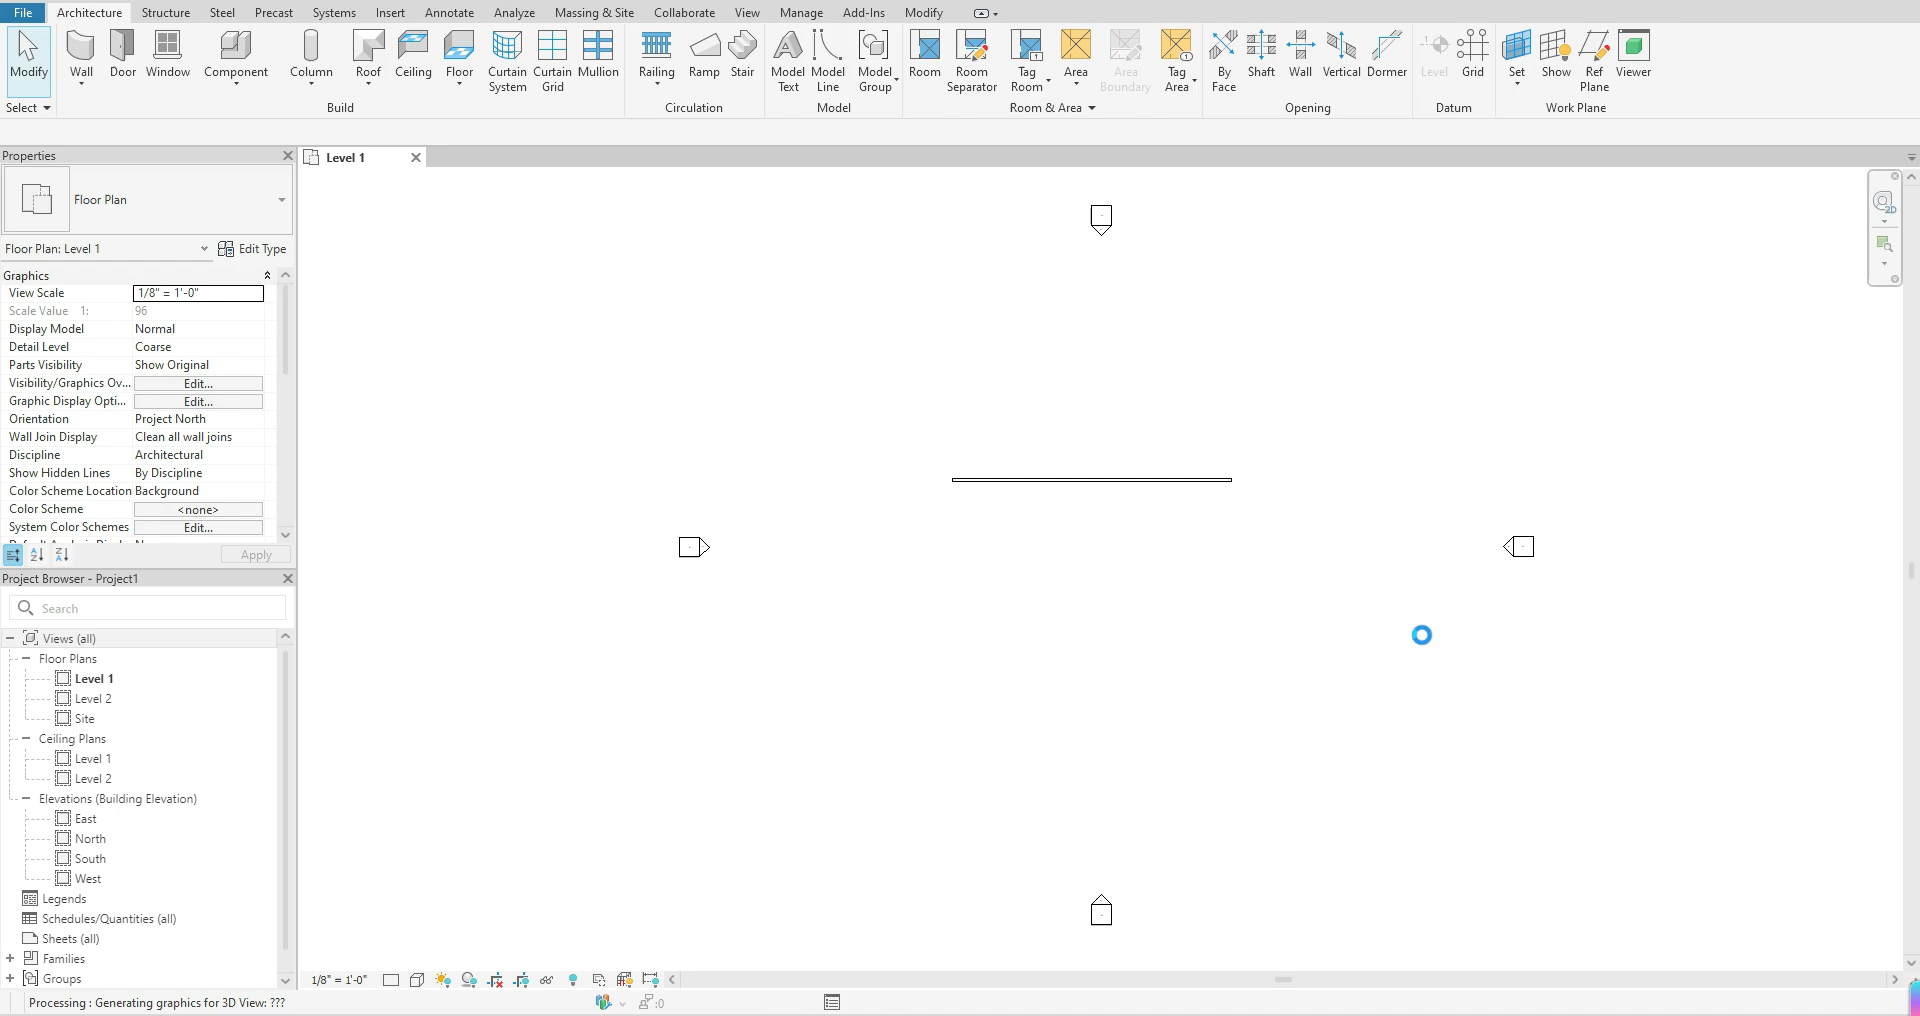 File Architecture Structure Steel Precast Systems Insert Annotate Analyze Massing & Site Collaborate View Manage Add-Ins Modify
Modify Wall Door Window Component Column Roof Ceiling Floor Curtain System Curtain Grid Mullion Railing Ramp Stair Model Text Model Line Model Group Room Room Separator Tag Room Area Area Boundary Tag Area By Face Shaft Wall Vertical Dormer Level Grid Set Show Ref Plane Viewer
Select Build Circulation Model Room & Area Opening Datum Work Plane
Properties
Level 1
Floor Plan
Floor Plan: Level 1 Edit Type
Graphics
View Scale 1/8" = 1'-0"
Scale Value 1: 96
Display Model Normal
Detail Level Coarse
Parts Visibility Show Original
Visibility/Graphics Ov... Edit...
Graphic Display Opti... Edit...
Orientation Project North
Wall Join Display Clean all wall joins
Discipline Architectural
Show Hidden Lines By Discipline
Color Scheme Location Background
Color Scheme <none>
System Color Schemes Edit...
Apply
Project Browser - Project1
Search
Views (all)
Floor Plans
Level 1
Level 2
Site
Ceiling Plans
Level 1
Level 2
Elevations (Building Elevation)
East
North
South
West
Legends
Schedules/Quantities (all)
Sheets (all)
Families
Groups
1/8" = 1'-0"
Processing : Generating graphics for 3D View: ???
:0
2D